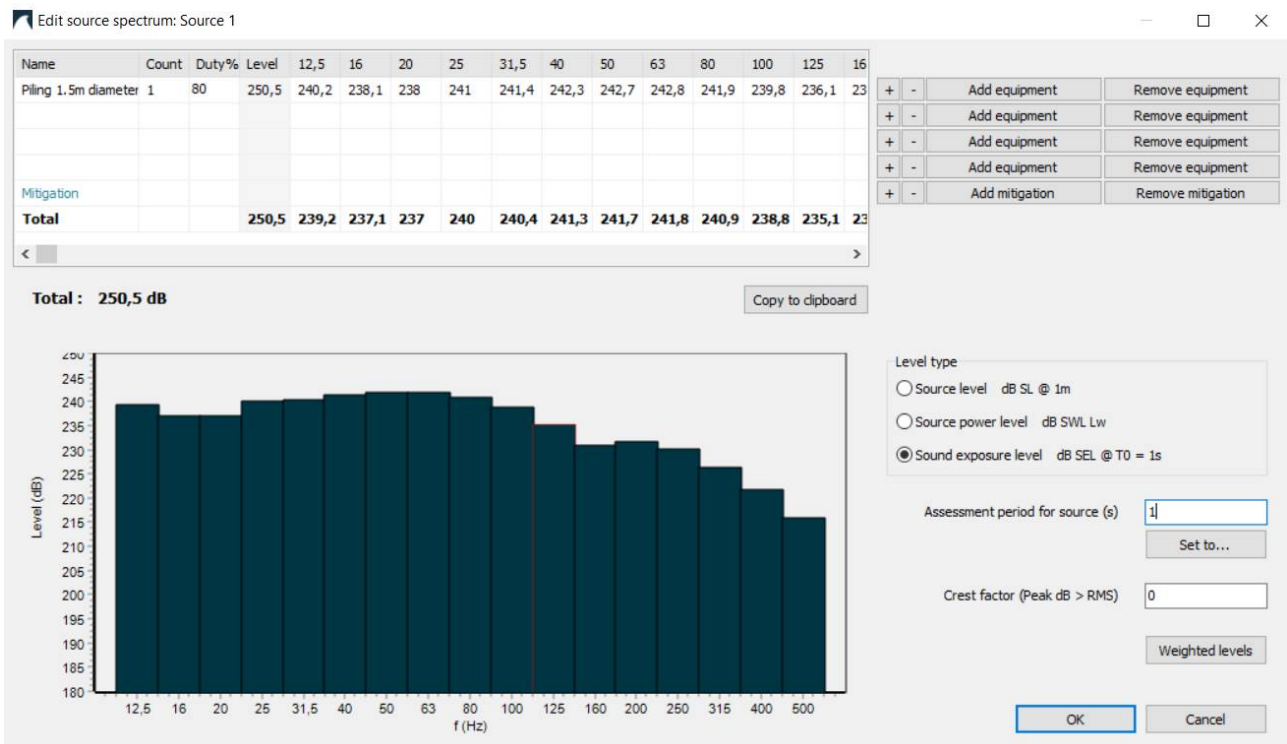 Edit source spectrum: Source 1
Name Count Duty% Level 12,5 16 20 25 31,5 40 50 63 80 100 125 16
Piling 1.5m diameter 1 80 250,5 240,2 238,1 238 241 241,4 242,3 242,7 242,8 241,9 239,8 236,1 23
+ - Add equipment Remove equipment
+ - Add equipment Remove equipment
+ - Add equipment Remove equipment
+ - Add equipment Remove equipment
Mitigation + - Add mitigation Remove mitigation
Total 250,5 239,2 237,1 237 240 240,4 241,3 241,7 241,8 240,9 238,8 235,1 23
Total : 250,5 dB
Copy to clipboard
250
245
240
235
230
225
220
215
210
205
200
195
190
185
180
Level (dB)
12,5 16 20 25 31,5 40 50 63 80 100 125 160 200 250 315 400 500
f (Hz)
Level type
Source level dB SL @ 1m
Source power level dB SWL Lw
Sound exposure level dB SEL @ T0 = 1s
Assessment period for source (s) 1
Set to...
Crest factor (Peak dB > RMS) 0
Weighted levels
OK Cancel